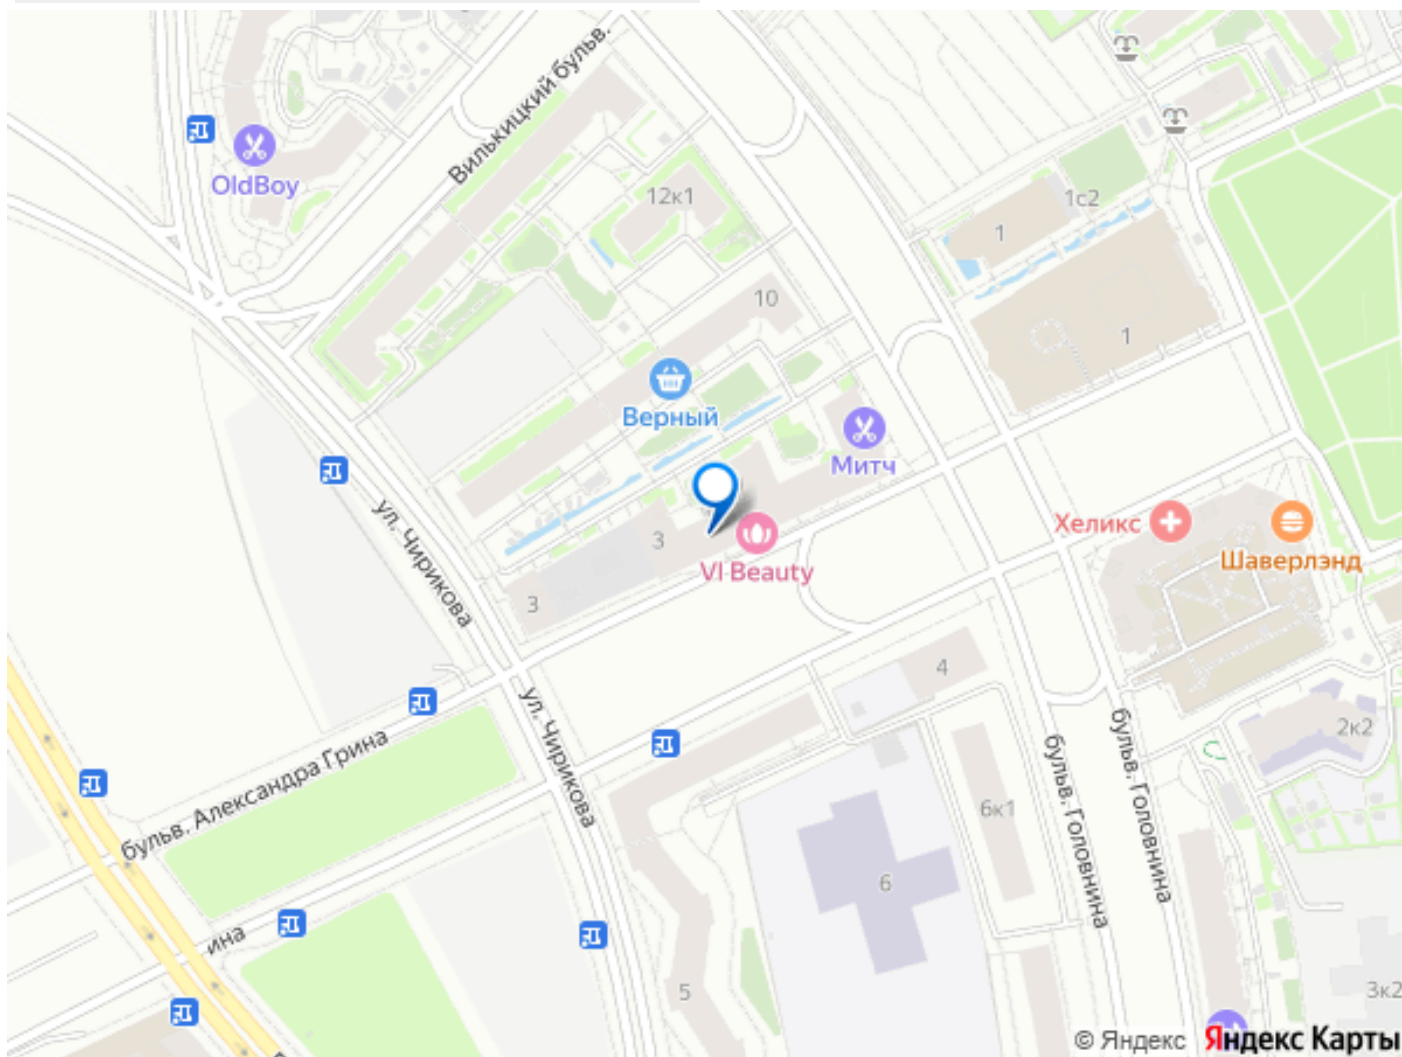 Вилькицкий бульв.
OldBoy
12к1
1с2
1
10
1
Верный
Митч
ул. Чирикова
Хеликс
Шаверлэнд
3
VI Beauty
3
4
ул. Чирикова
бульв. Головнина
2к2
бульв. Александра Грина
бульв. Головнина
6к1
6
ина
5
3к2
© Яндекс Яндекс Карты